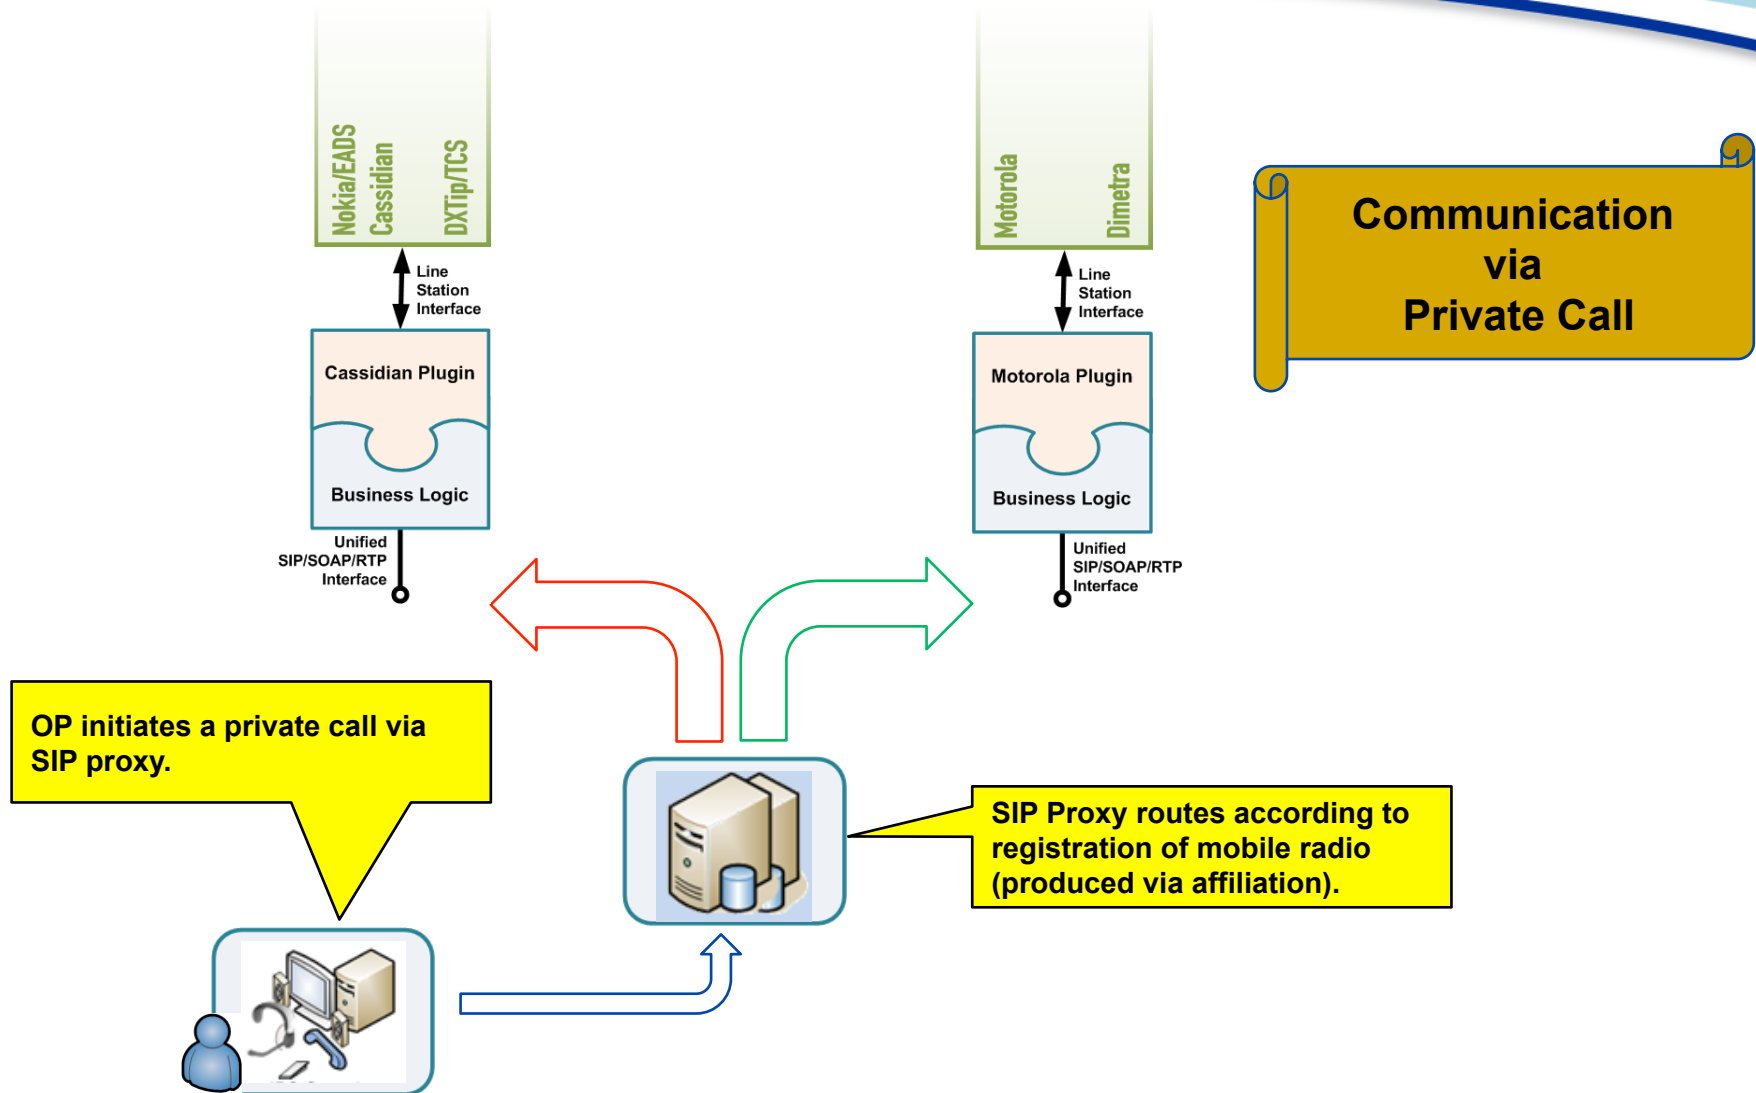 Nokia/EADS
Cassidian
DXTip/TCS
Motorola
Dimetra
Communication
via
Private Call
Line
Station
Interface
Line
Station
Interface
Cassidian Plugin
Motorola Plugin
Business Logic
Business Logic
Unified
SIP/SOAP/RTP
Interface
Unified
SIP/SOAP/RTP
Interface
OP initiates a private call via
SIP proxy.
SIP Proxy routes according to
registration of mobile radio
(produced via affiliation).